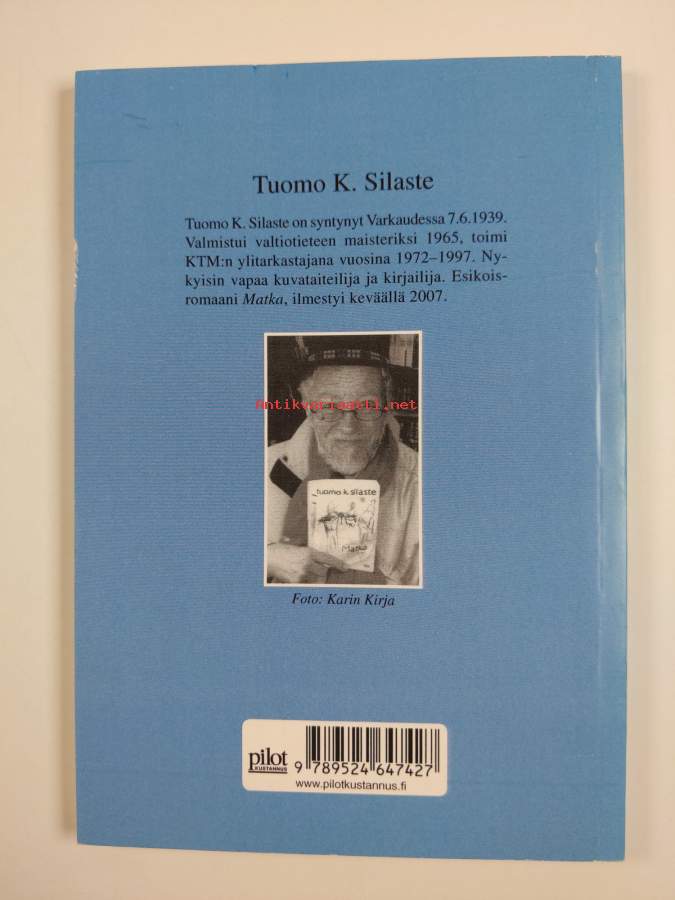 Tuomo K. Silaste
Tuomo K. Silaste on syntynyt Varkaudessa 7.6.1939.
Valmistui valtiotieteen maisteriksi 1965, toimi
KTM:n ylitarkastajana vuosina 1972–1997. Ny-
kyisin vapaa kuvataiteilija ja kirjailija. Esikois-
romaani Matka, ilmestyi keväällä 2007.
Antikvariaatti.net
tuomo k. silaste
Matka
Foto: Karin Kirja
pilot
KUSTANNUS
9 789524 647427
www.pilotkustannus.fi